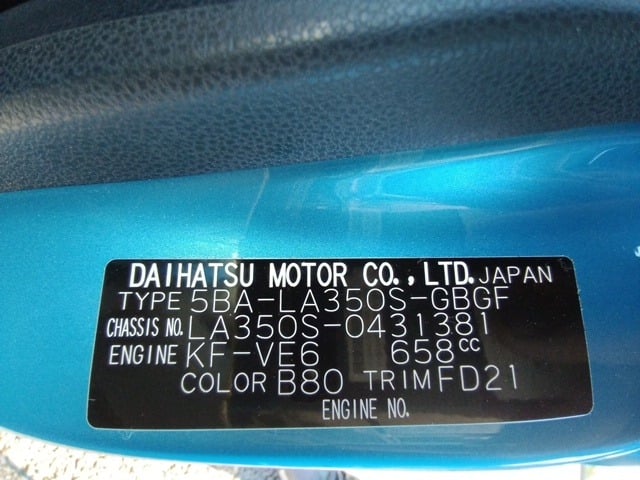 DAIHATSU MOTOR CO., LTD. JAPAN
TYPE 5BA-LA350S-GBGF
CHASSIS NO. LA350S-0431381
ENGINE KF-VE6 658cc
COLOR B80 TRIM FD21
ENGINE NO.